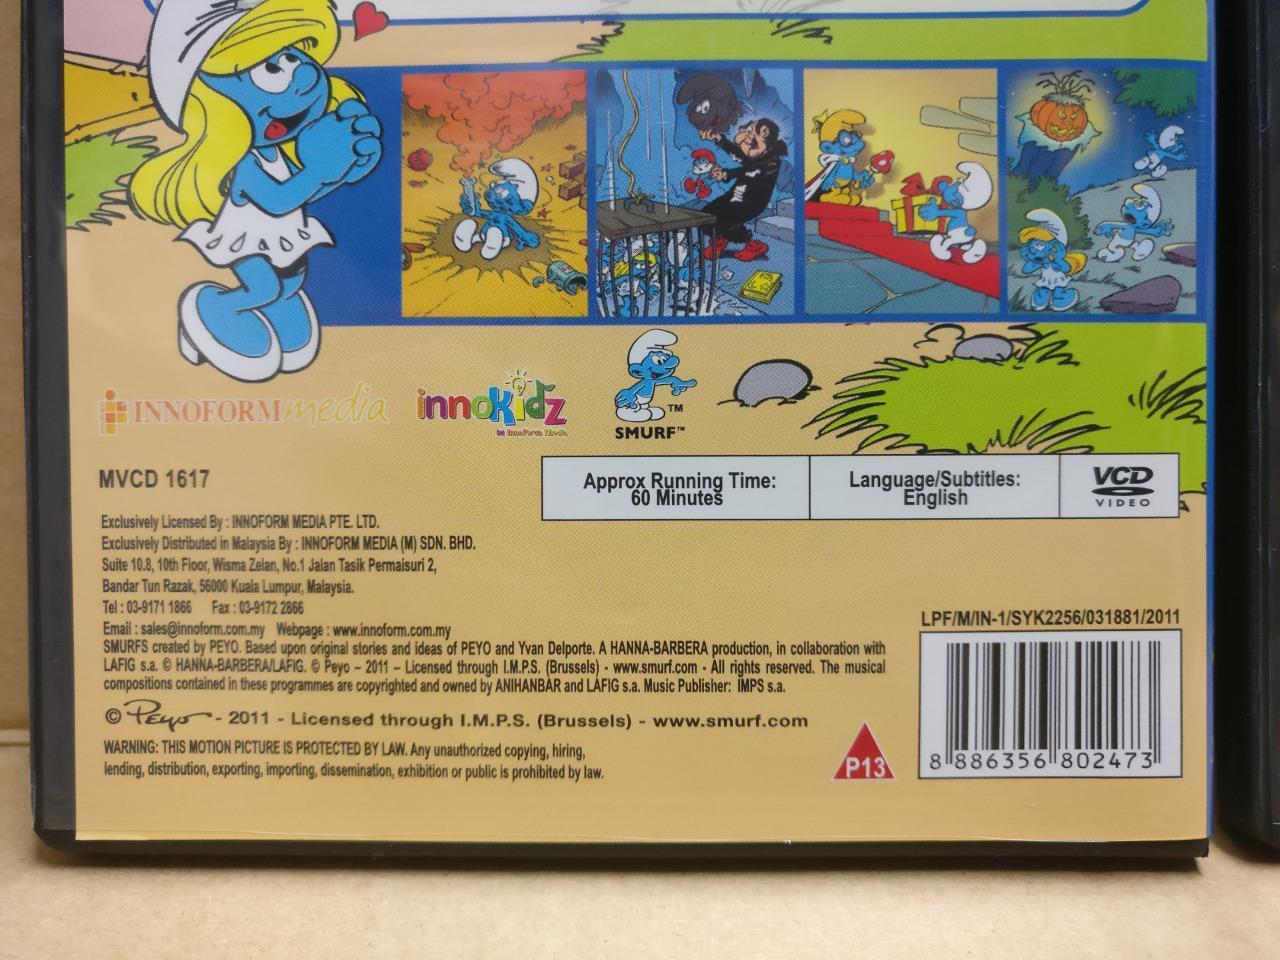 INNOFORM media
innokidz
by InnoForm Media
TM
SMURF™
MVCD 1617
Approx Running Time:
60 Minutes
Language/Subtitles:
English
VCD
VIDEO
Exclusively Licensed By : INNOFORM MEDIA PTE. LTD.
Exclusively Distributed in Malaysia By : INNOFORM MEDIA (M) SDN. BHD.
Suite 10.8, 10th Floor, Wisma Zelan, No.1 Jalan Tasik Permaisuri 2,
Bandar Tun Razak, 56000 Kuala Lumpur, Malaysia.
Tel : 03-9171 1866 Fax : 03-9172 2866
Email : sales@innoform.com.my Webpage : www.innoform.com.my
SMURFS created by PEYO. Based upon original stories and ideas of PEYO and Yvan Delporte. A HANNA-BARBERA production, in collaboration with
LAFIG s.a. © HANNA-BARBERA/LAFIG. © Peyo – 2011 – Licensed through I.M.P.S. (Brussels) - www.smurf.com - All rights reserved. The musical
compositions contained in these programmes are copyrighted and owned by ANIHANBAR and LAFIG s.a. Music Publisher: IMPS s.a.
© Peyo - 2011 - Licensed through I.M.P.S. (Brussels) - www.smurf.com
WARNING: THIS MOTION PICTURE IS PROTECTED BY LAW. Any unauthorized copying, hiring,
lending, distribution, exporting, importing, dissemination, exhibition or public is prohibited by law.
P13
LPF/M/IN-1/SYK2256/031881/2011
8 886356 802473